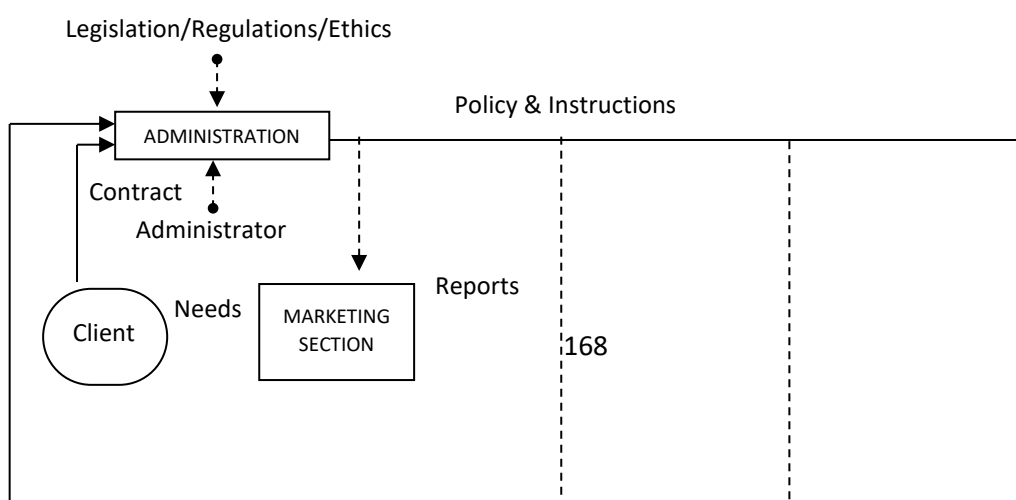 Legislation/Regulations/Ethics
Policy & Instructions
ADMINISTRATION
Contract
Administrator
Reports
Needs
Client
MARKETING
SECTION
168